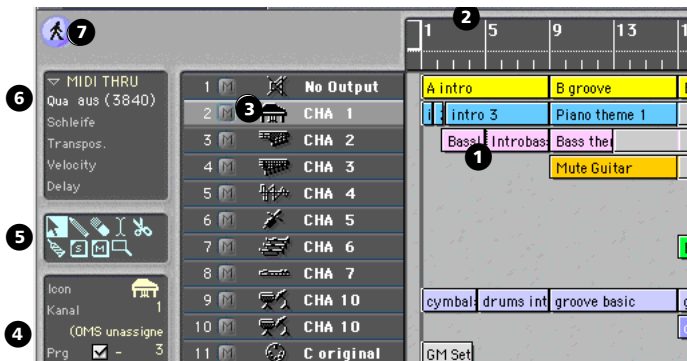 7
2
1 5 9 13
6
MIDI THRU
Qua aus (3840)
Schleife
Transpos.
Velocity
Delay
5
S M
Icon
Kanal 1
(OMS unassigne
4
Prg - 3
1 M No Output
2 M 3 CHA 1
3 M CHA 2
4 M CHA 3
5 M CHA 4
6 M CHA 5
7 M CHA 6
8 M CHA 7
9 M CHA 10
10 M CHA 10
11 M C original
A intro B groove
intro 3 Piano theme 1
Bassl Introbas Bass the
1
Mute Guitar
cymbal drums int groove basic
GM Set